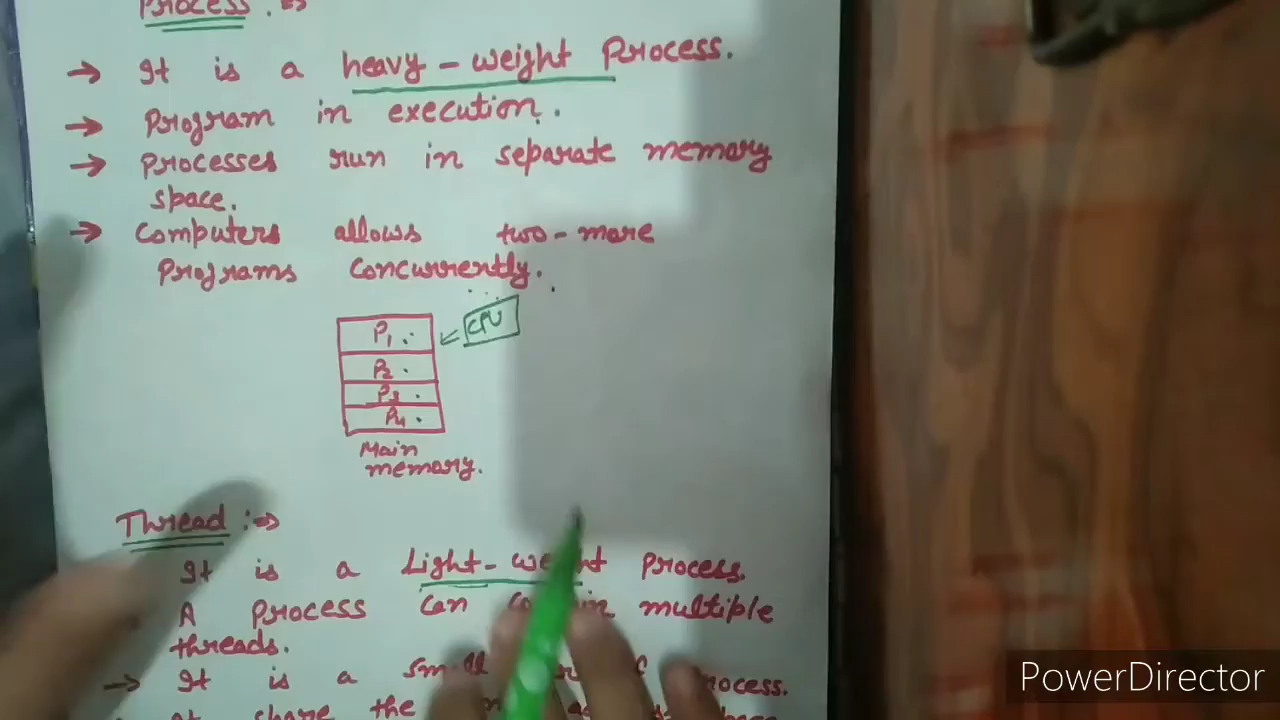 Process :⇒
→ It is a heavy-weight Process.
→ Program in execution.
→ Processes run in separate memory
space.
→ Computers allows two-more
Programs Concurrently.
CPU
P1
P2
P3
P4
Main
memory.
Thread :⇒
It is a Light-weight Process
A Process Can multiple
threads.
→ It is a Process.
share the
PowerDirector